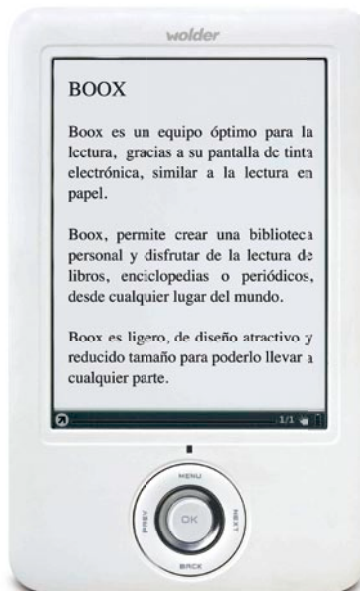 wolder
BOOX
Boox es un equipo óptimo para la
lectura, gracias a su pantalla de tinta
electrónica, similar a la lectura en
papel.
Boox, permite crear una biblioteca
personal y disfrutar de la lectura de
libros, enciclopedias o periódicos,
desde cualquier lugar del mundo.
Boox es ligero, de diseño atractivo y
reducido tamaño para poderlo llevar a
cualquier parte.
1/1
MENU
PREV
OK
NEXT
BACK